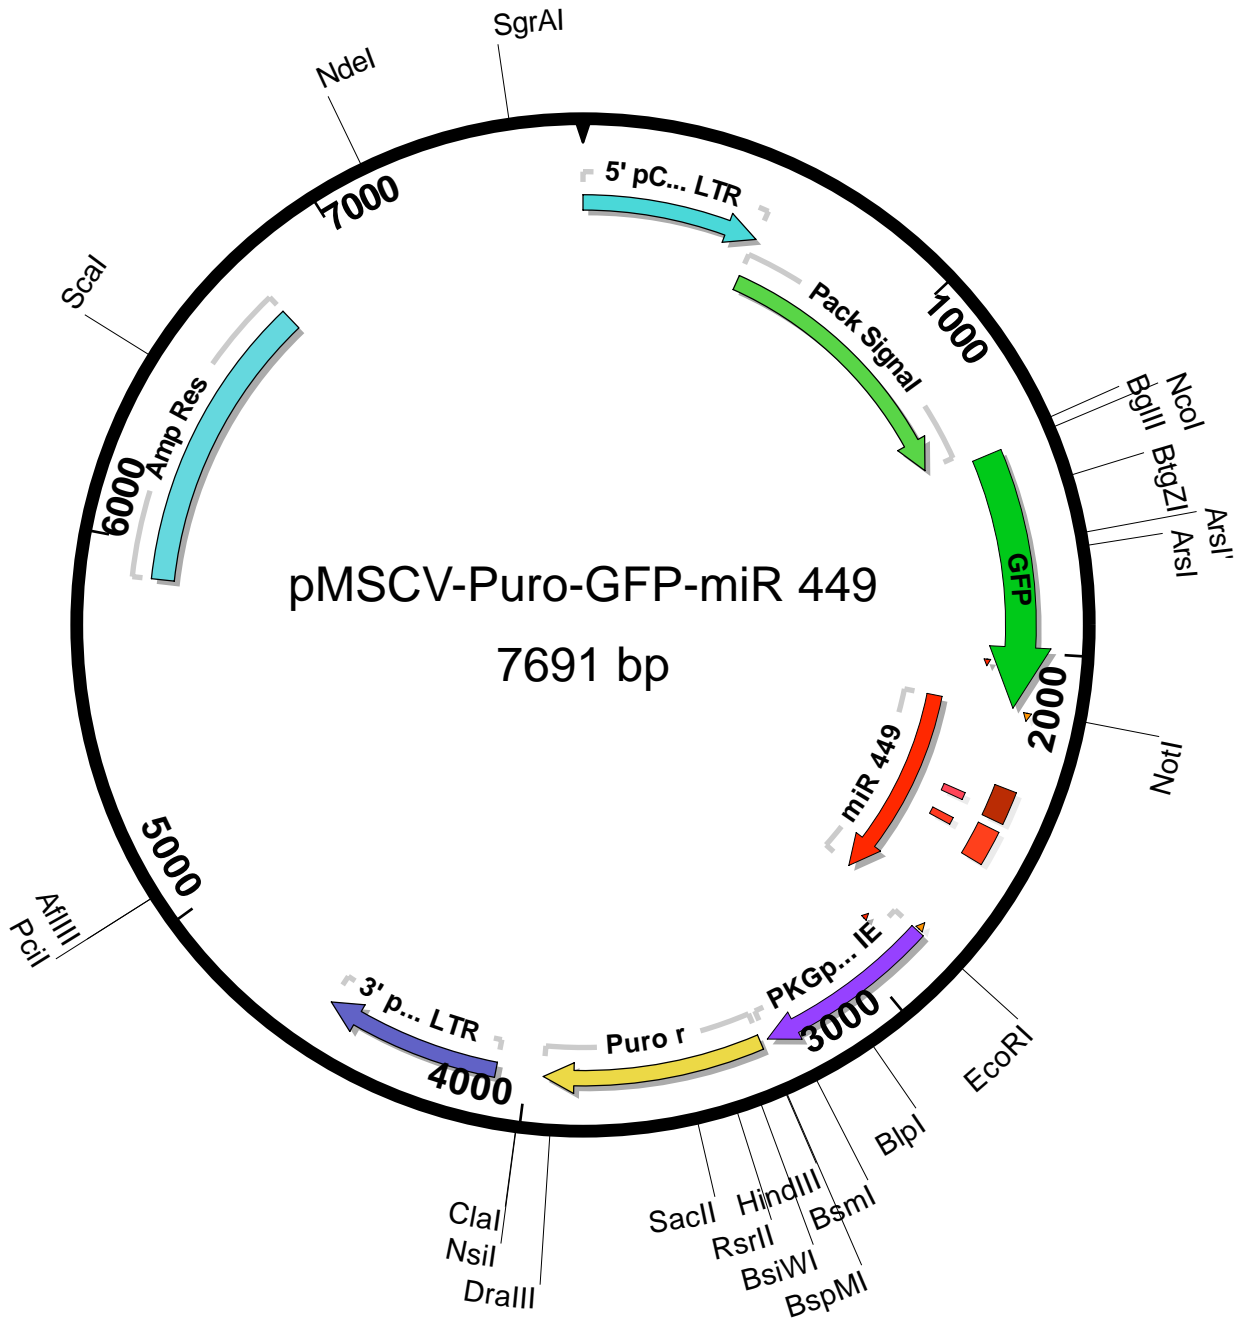 SgrAI
NdeI
5' pC... LTR
7000
ScaI
Pack Signal
1000
NcoI
BglII
BtgZI
ArsI'
ArsI
Amp Res
6000
GFP
pMSCV-Puro-GFP-miR 449
7691 bp
2000
NotI
miR 449
5000
AflIII
PciI
PKGp... IE
3000
EcoRI
3' p... LTR
Puro r
4000
BlpI
ClaI
NsiI
DraIII
SacII
HindIII
BsmI
RsrII
BsiWI
BspMI